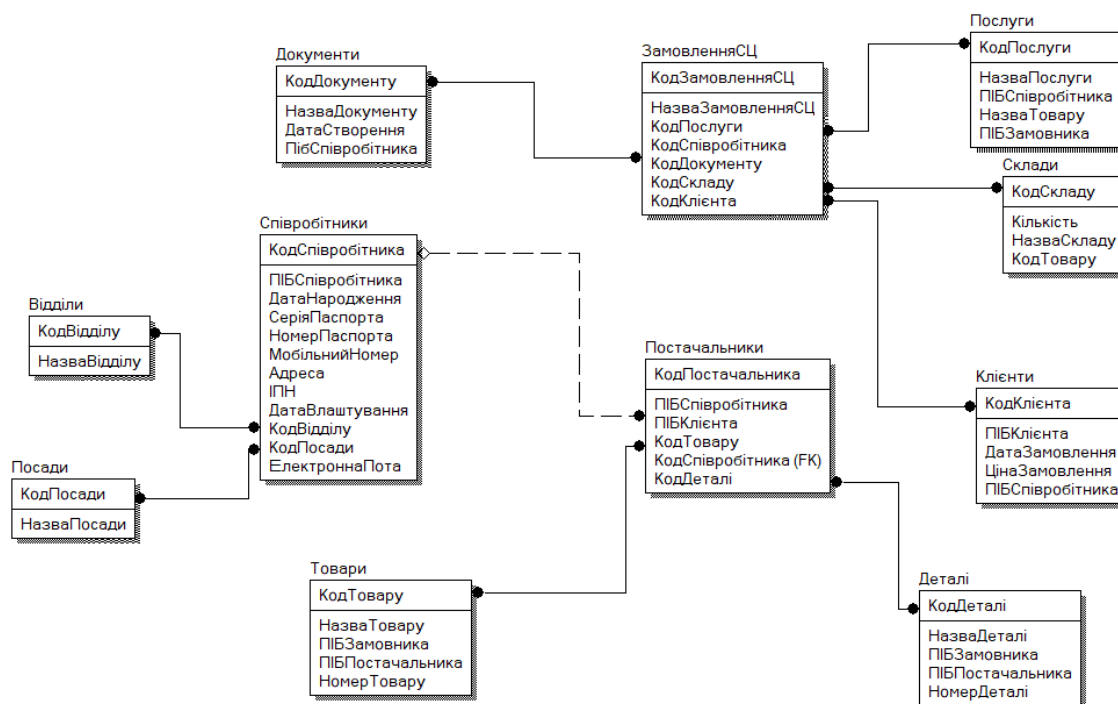 Документи
КодДокументу
НазваДокументу
ДатаСтворення
ПібСпівробітника
ЗамовленняСЦ
КодЗамовленняСЦ
НазваЗамовленняСЦ
КодПослуги
КодСпівробітника
КодДокументу
КодСкладу
КодКлієнта
Послуги
КодПослуги
НазваПослуги
ПІБСпівробітника
НазваТовару
ПІБЗамовника
Склади
КодСкладу
Кількість
НазваСкладу
КодТовару
Співробітники
КодСпівробітника
ПІБСпівробітника
ДатаНародження
СеріяПаспорта
НомерПаспорта
МобільнийНомер
Адреса
ІПН
ДатаВлаштування
КодВідділу
КодПосади
ЕлектроннаПота
Відділи
КодВідділу
НазваВідділу
Посади
КодПосади
НазваПосади
Постачальники
КодПостачальника
ПІБСпівробітника
ПІБКлієнта
КодТовару
КодСпівробітника (FK)
КодДеталі
Клієнти
КодКлієнта
ПІБКлієнта
ДатаЗамовлення
ЦінаЗамовлення
ПІБСпівробітника
Товари
КодТовару
НазваТовару
ПІБЗамовника
ПІБПостачальника
НомерТовару
Деталі
КодДеталі
НазваДеталі
ПІБЗамовника
ПІБПостачальника
НомерДеталі